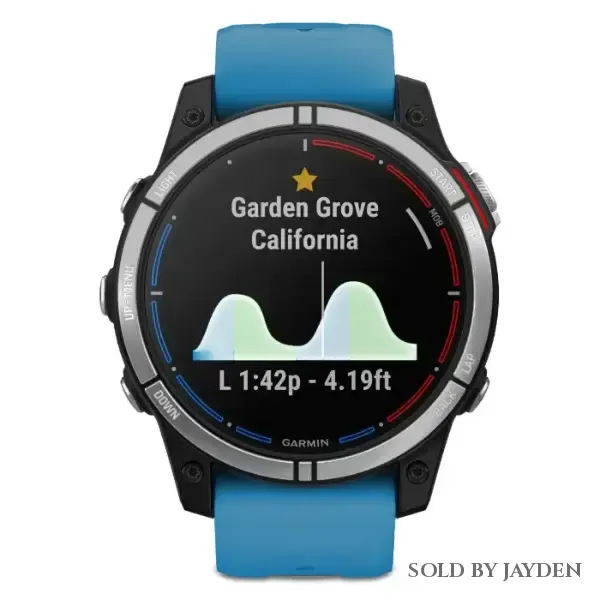 Garden Grove
California
L 1:42p - 4.19ft
GARMIN
LIGHT
UP · MENU
DOWN
START
STOP
MOB
LAP
BACK
SOLD BY JAYDEN